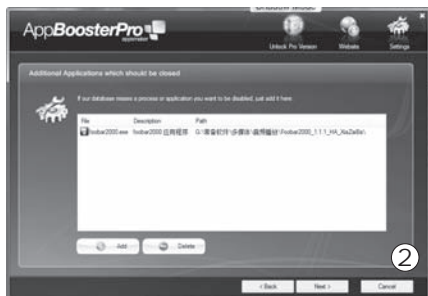 AppBoosterPro
Unlock Pro Version
Website
Settings
Additional Applications which should be closed
If our database misses a process or application you want to be disabled, just add it here.
File Description Path
foobar2000.exe foobar2000 应用程序
Add
Delete
②
< Back
Next >
Cancel